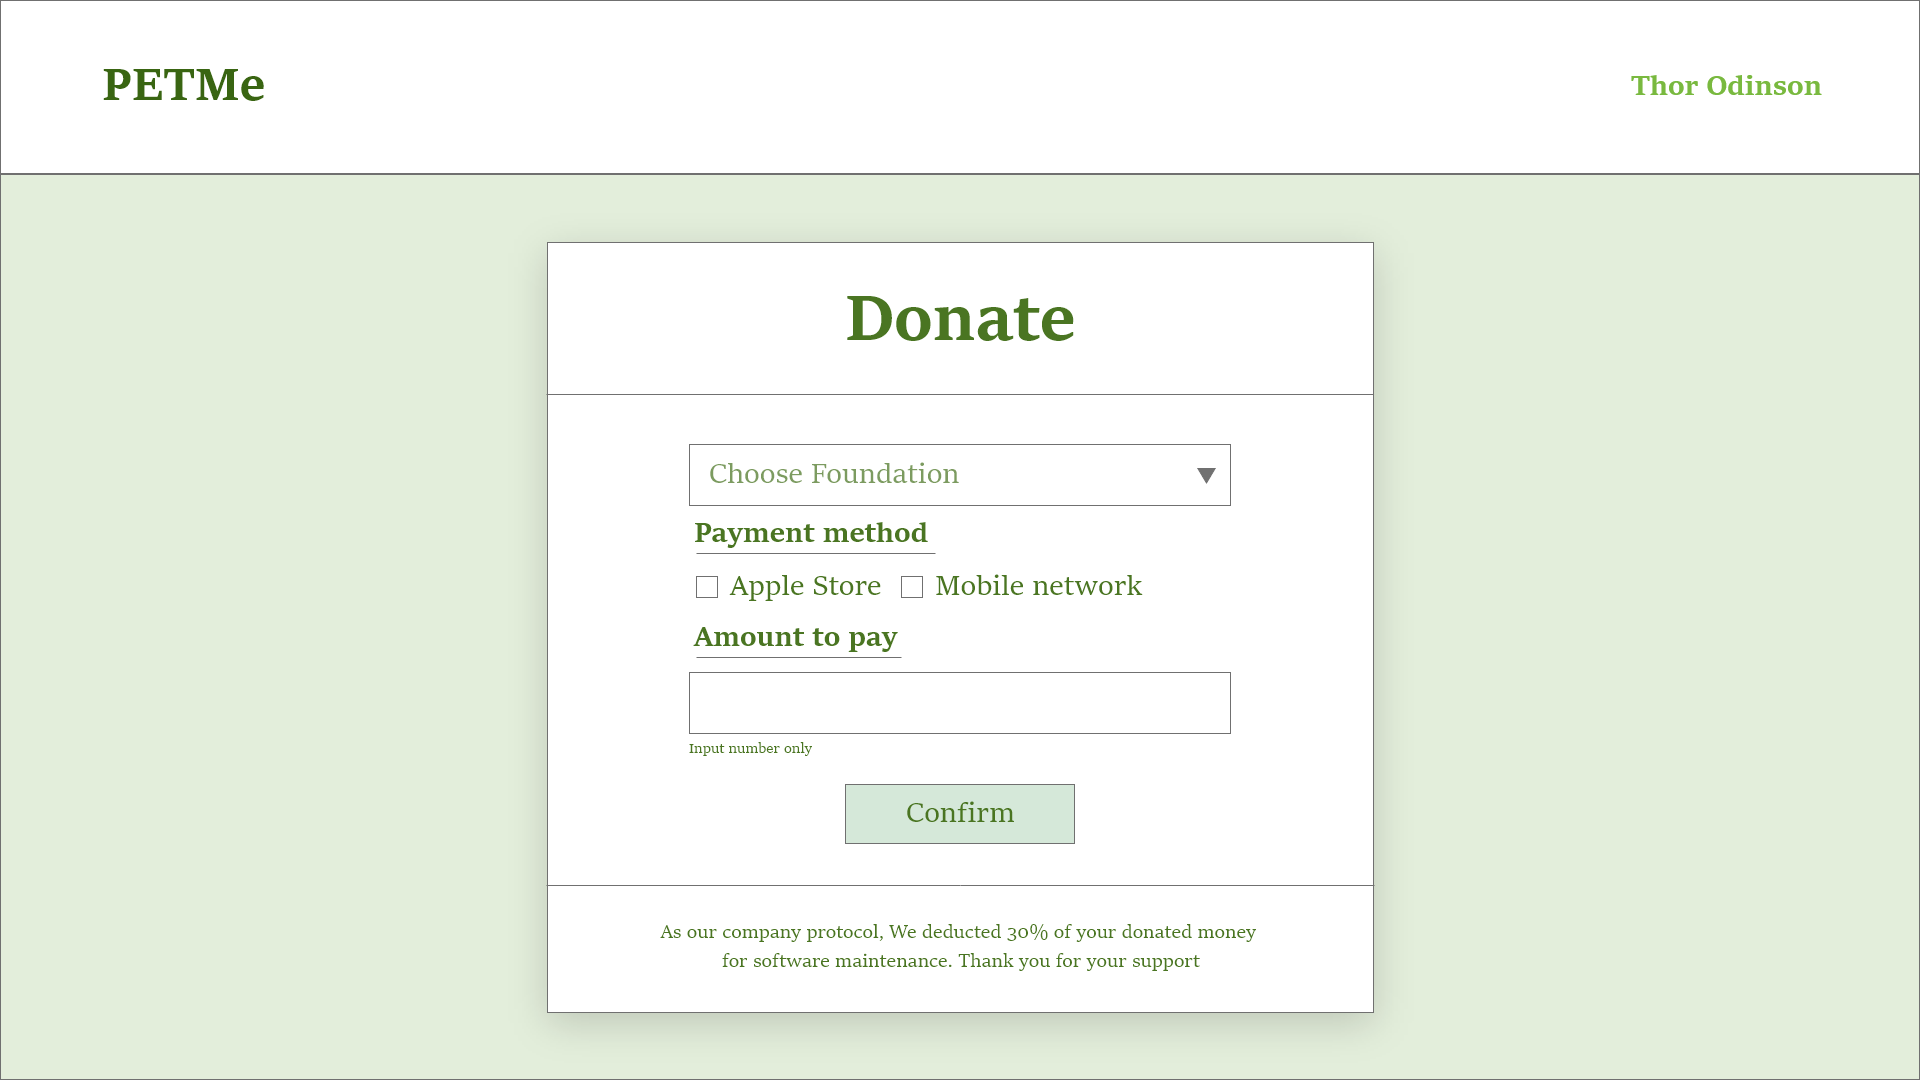 PETMe
Thor Odinson
Donate
Choose Foundation
Payment method
Apple Store
Mobile network
Amount to pay
Input number only
Confirm
As our company protocol, We deducted 30% of your donated money
for software maintenance. Thank you for your support